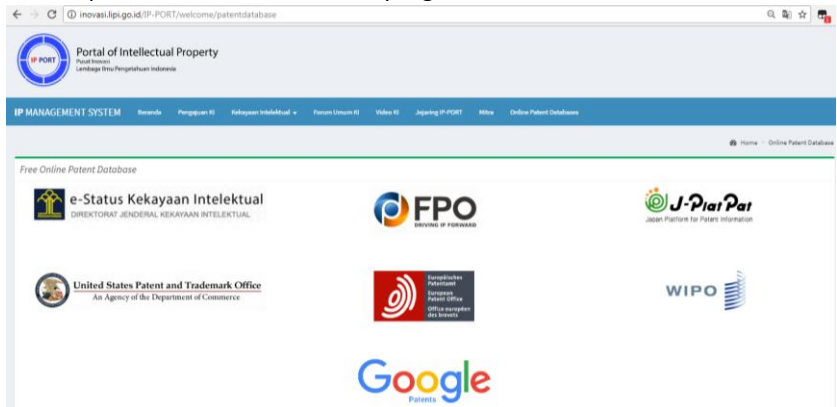 inovasi.lipi.go.id/IP-PORT/welcome/patentdatabase
IP PORT
Portal of Intellectual Property
Pusat Inovasi
Lembaga Ilmu Pengetahuan Indonesia
IP MANAGEMENT SYSTEM Beranda Pengajuan KI Kekayaan Intelektual Forum Umum KI Video KI Jejaring IP-PORT Mitra Online Patent Databases
Home Online Patent Database
Free Online Patent Database
e-Status Kekayaan Intelektual
DIREKTORAT JENDERAL KEKAYAAN INTELEKTUAL
FPO
DRIVING IP FORWARD
J-PlatPat
Japan Platform for Patent Information
United States Patent and Trademark Office
An Agency of the Department of Commerce
Europäisches
Patentamt
European
Patent Office
Office européen
des brevets
WIPO
Google
Patents